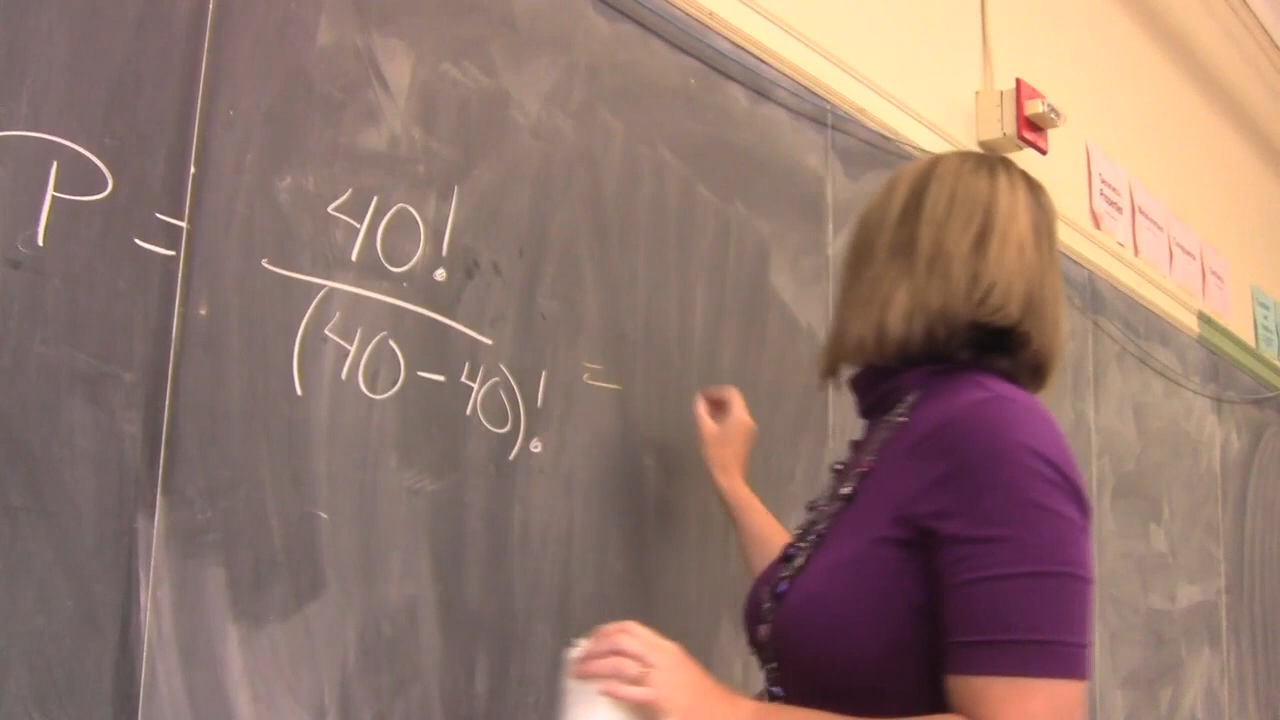 P = 40!
(40 - 40)! =